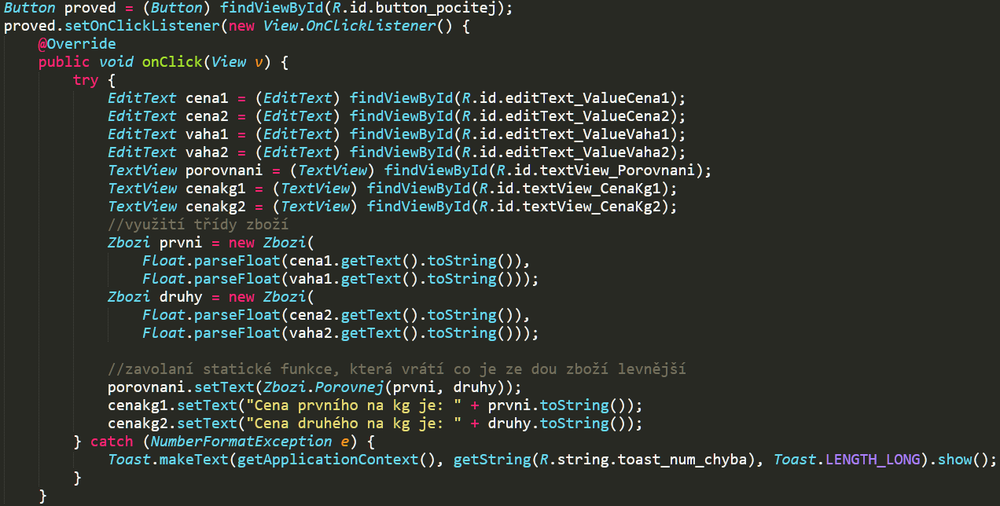 Button proved = (Button) findViewById(R.id.button_pocitej);
proved.setOnClickListener(new View.OnClickListener() {
    @Override
    public void onClick(View v) {
        try {
            EditText cena1 = (EditText) findViewById(R.id.editText_ValueCena1);
            EditText cena2 = (EditText) findViewById(R.id.editText_ValueCena2);
            EditText vaha1 = (EditText) findViewById(R.id.editText_ValueVaha1);
            EditText vaha2 = (EditText) findViewById(R.id.editText_ValueVaha2);
            TextView porovnani = (TextView) findViewById(R.id.textView_Porovnani);
            TextView cenakg1 = (TextView) findViewById(R.id.textView_CenaKg1);
            TextView cenakg2 = (TextView) findViewById(R.id.textView_CenaKg2);
            //využití třídy zboží
            Zbozi prvni = new Zbozi(
                Float.parseFloat(cena1.getText().toString()),
                Float.parseFloat(vaha1.getText().toString()));
            Zbozi druhy = new Zbozi(
                Float.parseFloat(cena2.getText().toString()),
                Float.parseFloat(vaha2.getText().toString()));

            //zavolaní statické funkce, která vrátí co je ze dou zboží levnější
            porovnani.setText(Zbozi.Porovnej(prvni, druhy));
            cenakg1.setText("Cena prvního na kg je: " + prvni.toString());
            cenakg2.setText("Cena druhého na kg je: " + druhy.toString());
        } catch (NumberFormatException e) {
            Toast.makeText(getApplicationContext(), getString(R.string.toast_num_chyba), Toast.LENGTH_LONG).show();
        }
    }